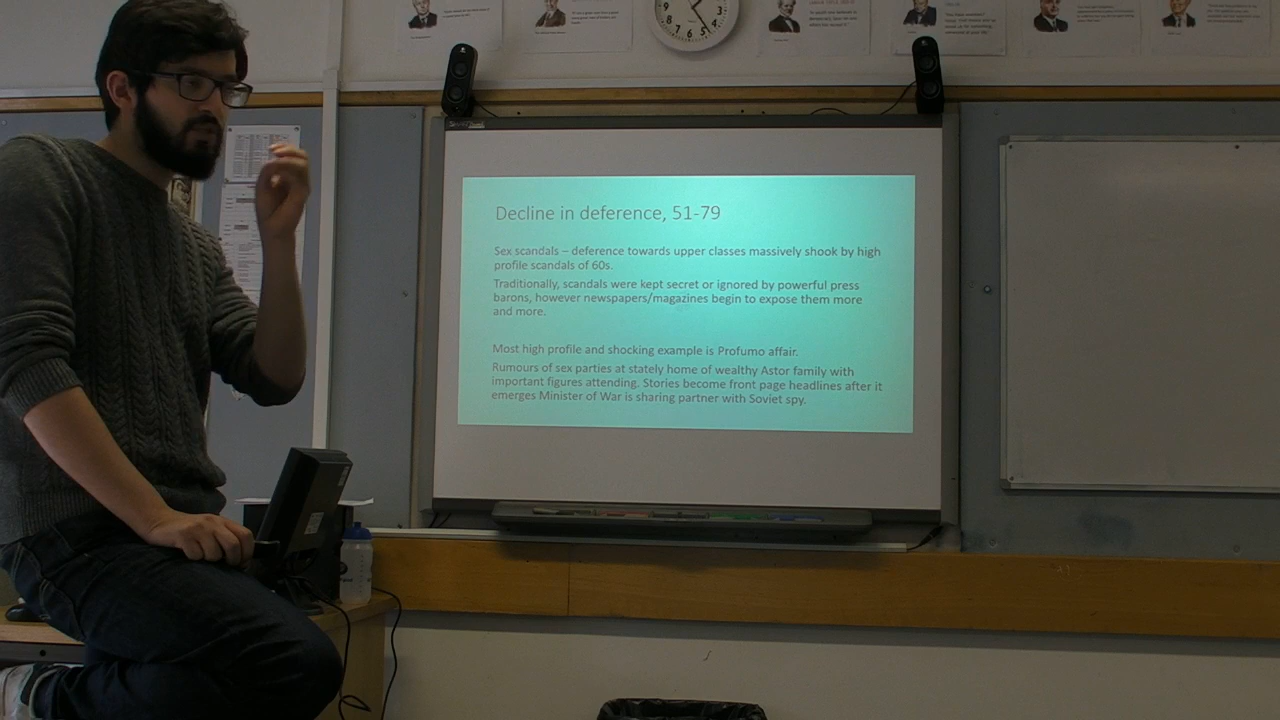 Decline in deference, 51-79
Sex scandals – deference towards upper classes massively shook by high
profile scandals of 60s.
Traditionally, scandals were kept secret or ignored by powerful press
barons, however newspapers/magazines begin to expose them more
and more.
Most high profile and shocking example is Profumo affair.
Rumours of sex parties at stately home of wealthy Astor family with
important figures attending. Stories become front page headlines after it
emerges Minister of War is sharing partner with Soviet spy.